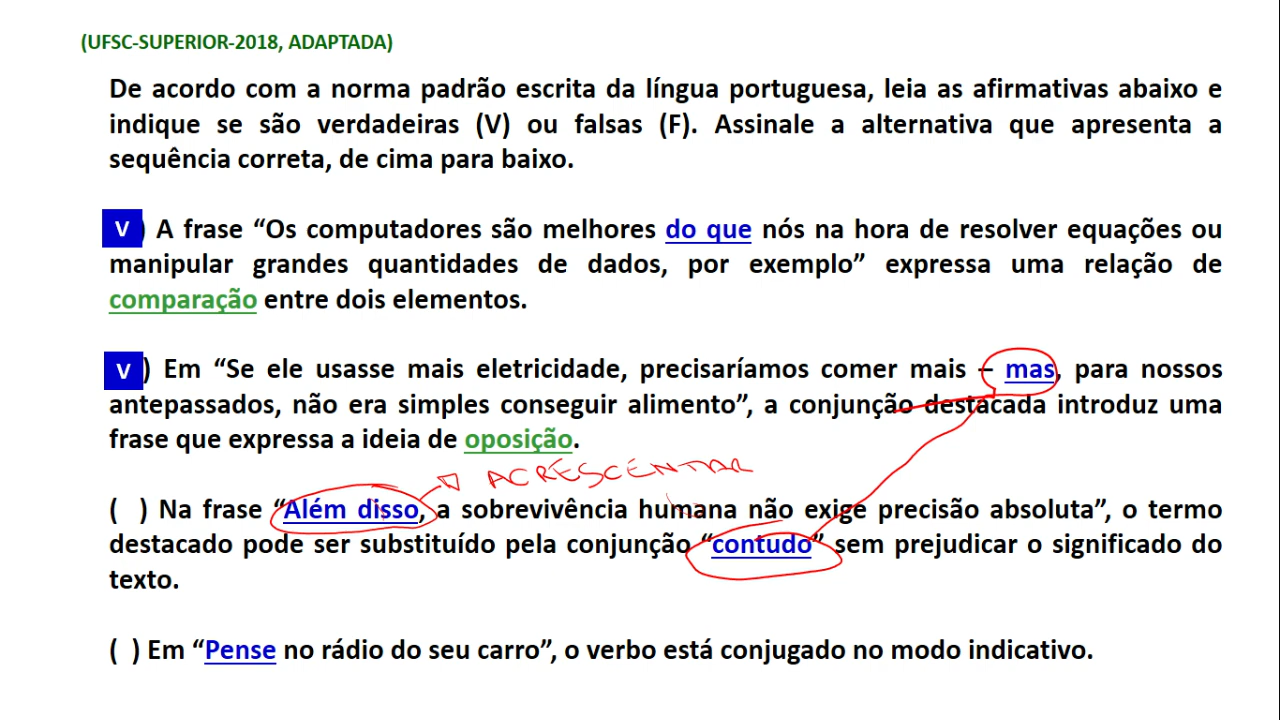 (UFSC-SUPERIOR-2018, ADAPTADA)
De acordo com a norma padrão escrita da língua portuguesa, leia as afirmativas abaixo e
indique se são verdadeiras (V) ou falsas (F). Assinale a alternativa que apresenta a
sequência correta, de cima para baixo.
V ) A frase “Os computadores são melhores do que nós na hora de resolver equações ou
manipular grandes quantidades de dados, por exemplo” expressa uma relação de
comparação entre dois elementos.
V ) Em “Se ele usasse mais eletricidade, precisaríamos comer mais – mas, para nossos
antepassados, não era simples conseguir alimento”, a conjunção destacada introduz uma
frase que expressa a ideia de oposição.
ACRESCENTAR
( ) Na frase “Além disso, a sobrevivência humana não exige precisão absoluta”, o termo
destacado pode ser substituído pela conjunção “contudo” sem prejudicar o significado do
texto.
( ) Em “Pense no rádio do seu carro”, o verbo está conjugado no modo indicativo.